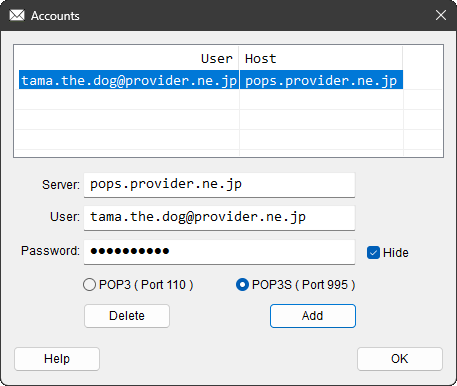 Accounts
User Host
tama.the.dog@provider.ne.jp pops.provider.ne.jp
Server: pops.provider.ne.jp
User: tama.the.dog@provider.ne.jp
Password: ●●●●●●●●●● Hide
POP3 ( Port 110 ) POP3S ( Port 995 )
Delete Add
Help OK